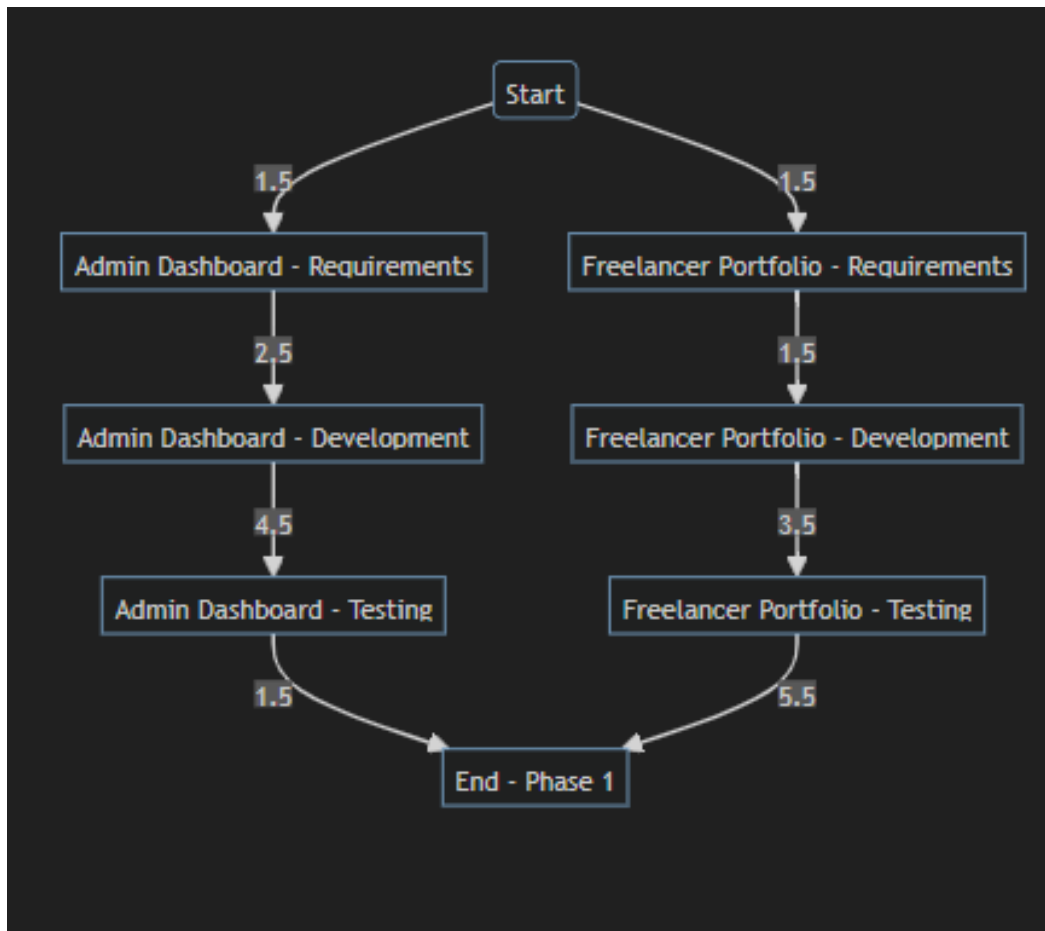 Start
1.5
1.5
Admin Dashboard - Requirements
Freelancer Portfolio - Requirements
2.5
1.5
Admin Dashboard - Development
Freelancer Portfolio - Development
4.5
3.5
Admin Dashboard - Testing
Freelancer Portfolio - Testing
1.5
5.5
End - Phase 1